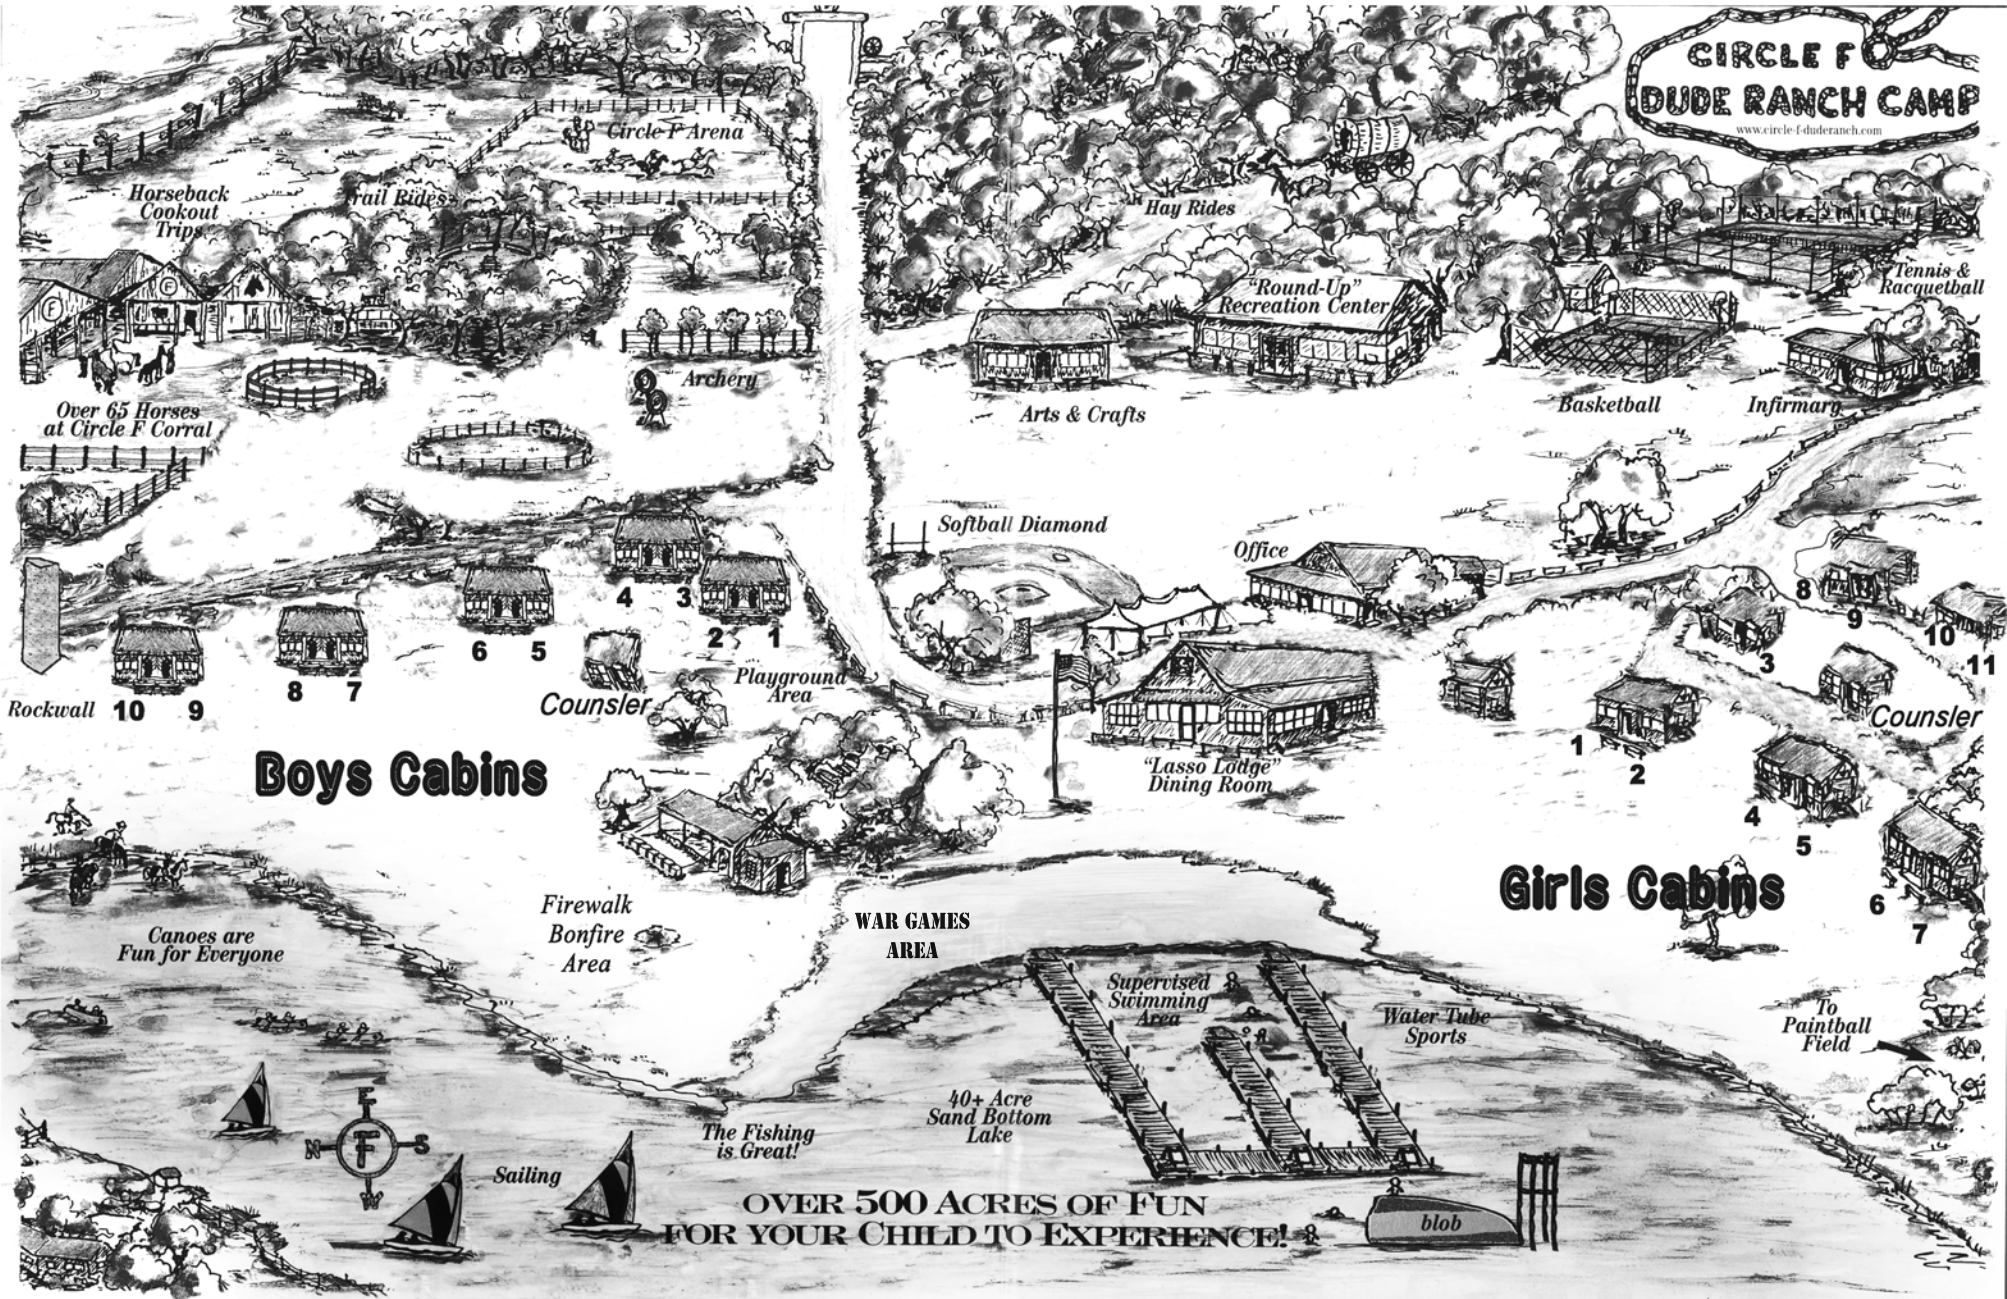 CIRCLE F
DUDE RANCH CAMP
www.circle-f-duderanch.com
Circle F Arena
Horseback
Cookout
Trips
Trail Rides
Hay Rides
Tennis &
Racquetball
"Round-Up"
Recreation Center
F
F
Archery
Over 65 Horses
at Circle F Corral
Arts & Crafts
Basketball
Infirmary
Softball Diamond
Office
4
3
2
1
6
5
8
7
10
9
Rockwall
Counsler
Playground
Area
8
9
10
11
3
Counsler
1
2
4
5
6
7
Boys Cabins
"Lasso Lodge"
Dining Room
Girls Cabins
Firewalk
Bonfire
Area
WAR GAMES
AREA
Canoes are
Fun for Everyone
Supervised
Swimming
Area
Water Tube
Sports
To
Paintball
Field
40+ Acre
Sand Bottom
Lake
The Fishing
is Great!
E
N F S
W
Sailing
OVER 500 ACRES OF FUN
FOR YOUR CHILD TO EXPERIENCE!
blob